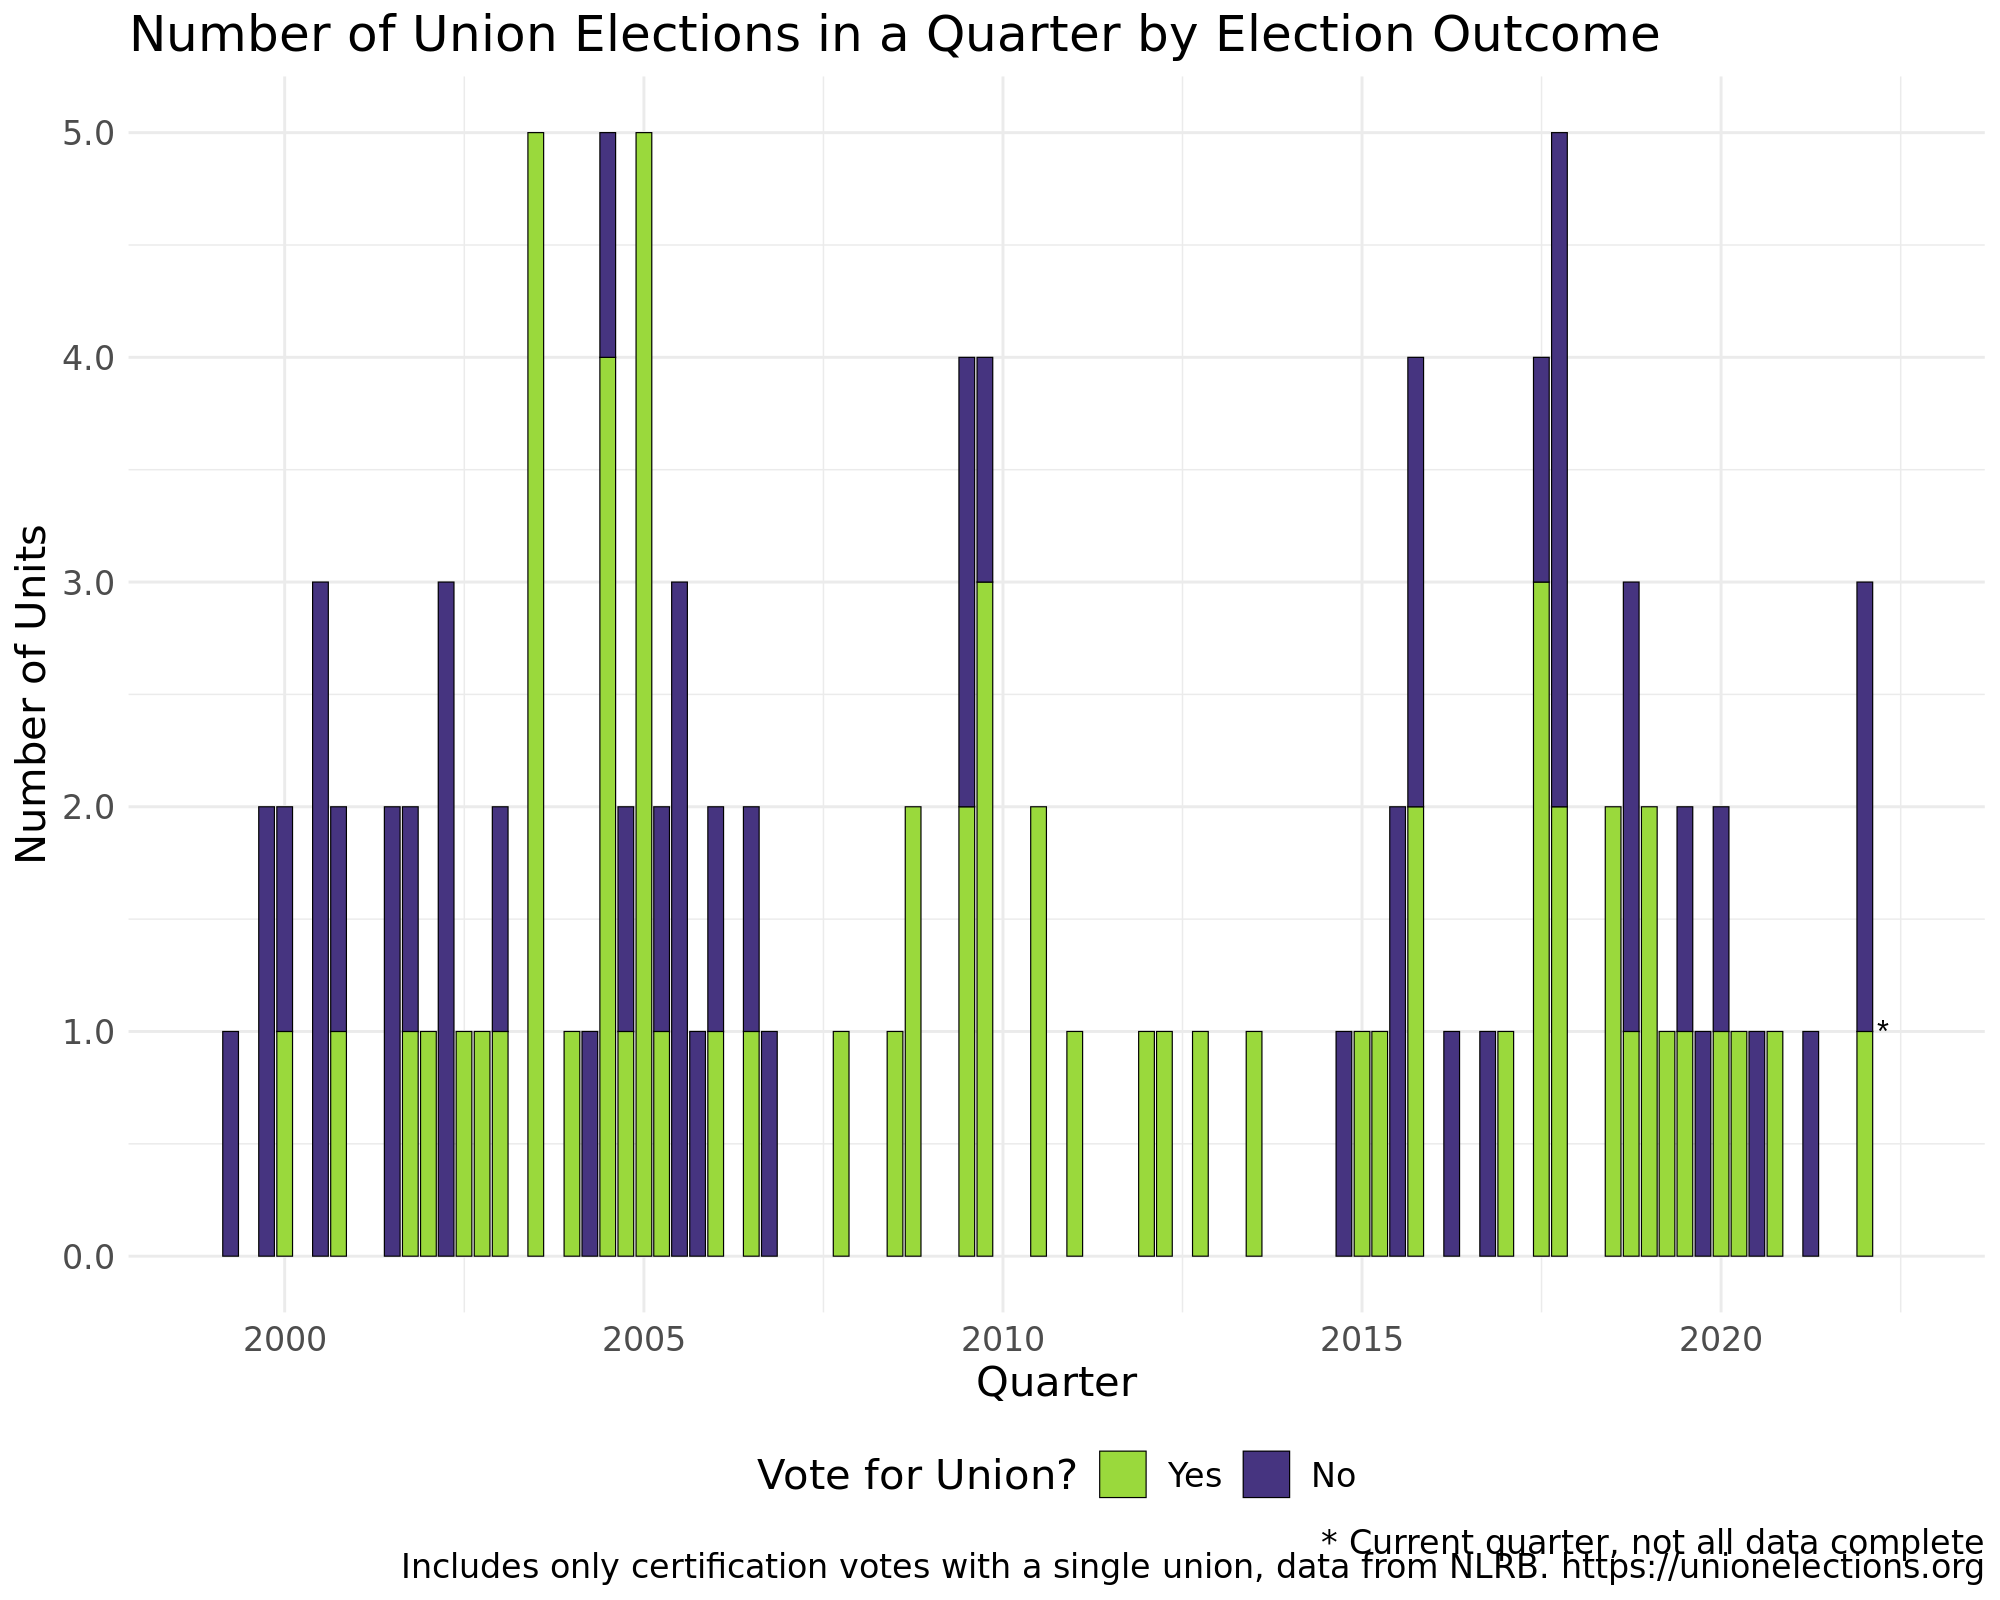 Number of Union Elections in a Quarter by Election Outcome
5.0
4.0
3.0
2.0
1.0
0.0
Number of Units
*
2000 2005 2010 2015 2020
Quarter
Vote for Union? Yes No
* Current quarter, not all data complete
Includes only certification votes with a single union, data from NLRB. https://unionelections.org